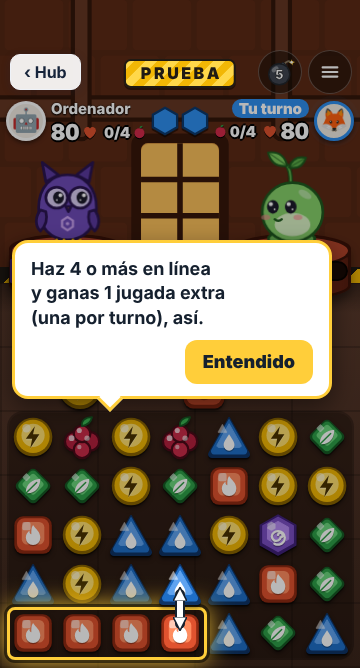 ‹ Hub
PRUEBA
5
Ordenador
Tu turno
80 0/4
0/4 80
Haz 4 o más en línea
y ganas 1 jugada extra
(una por turno), así.
Entendido